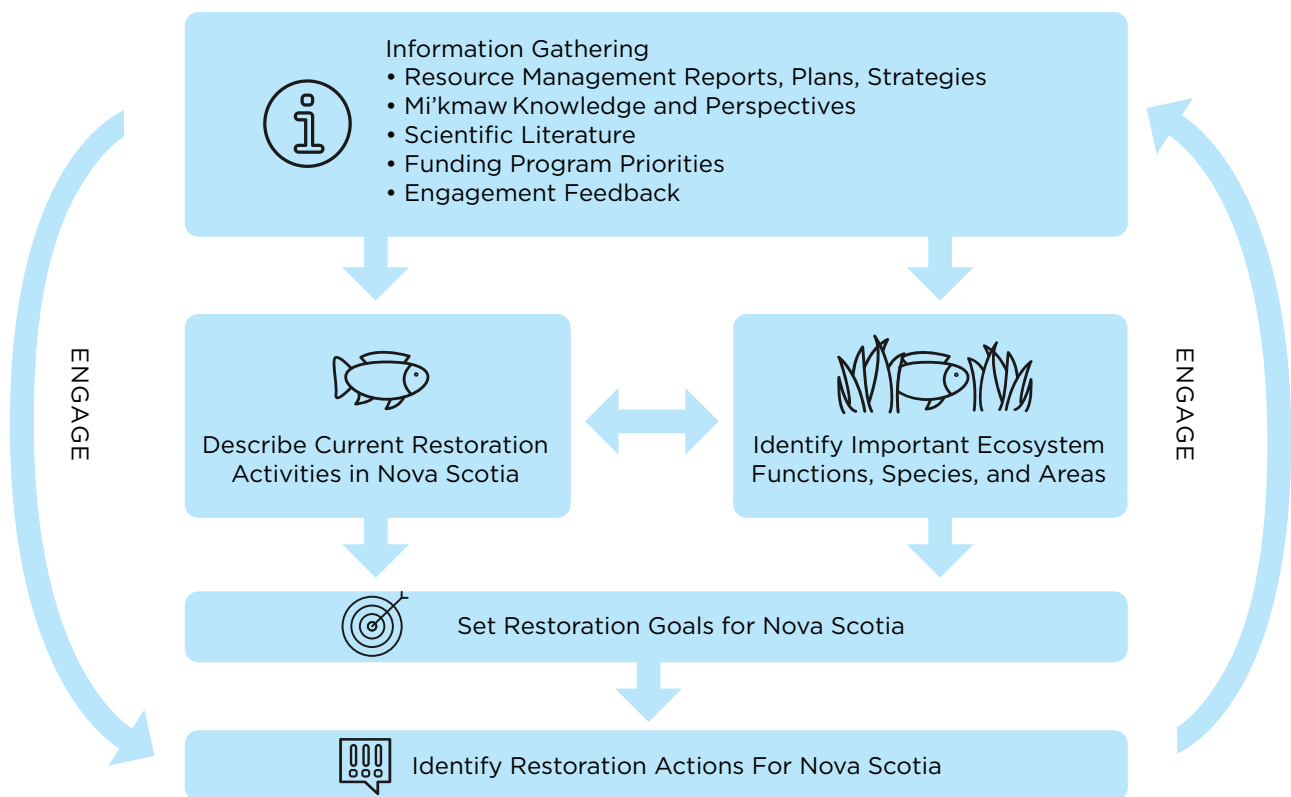 Information Gathering
• Resource Management Reports, Plans, Strategies
• Mi'kmaw Knowledge and Perspectives
• Scientific Literature
• Funding Program Priorities
• Engagement Feedback
ENGAGE
ENGAGE
Describe Current Restoration
Activities in Nova Scotia
Identify Important Ecosystem
Functions, Species, and Areas
Set Restoration Goals for Nova Scotia
Identify Restoration Actions For Nova Scotia